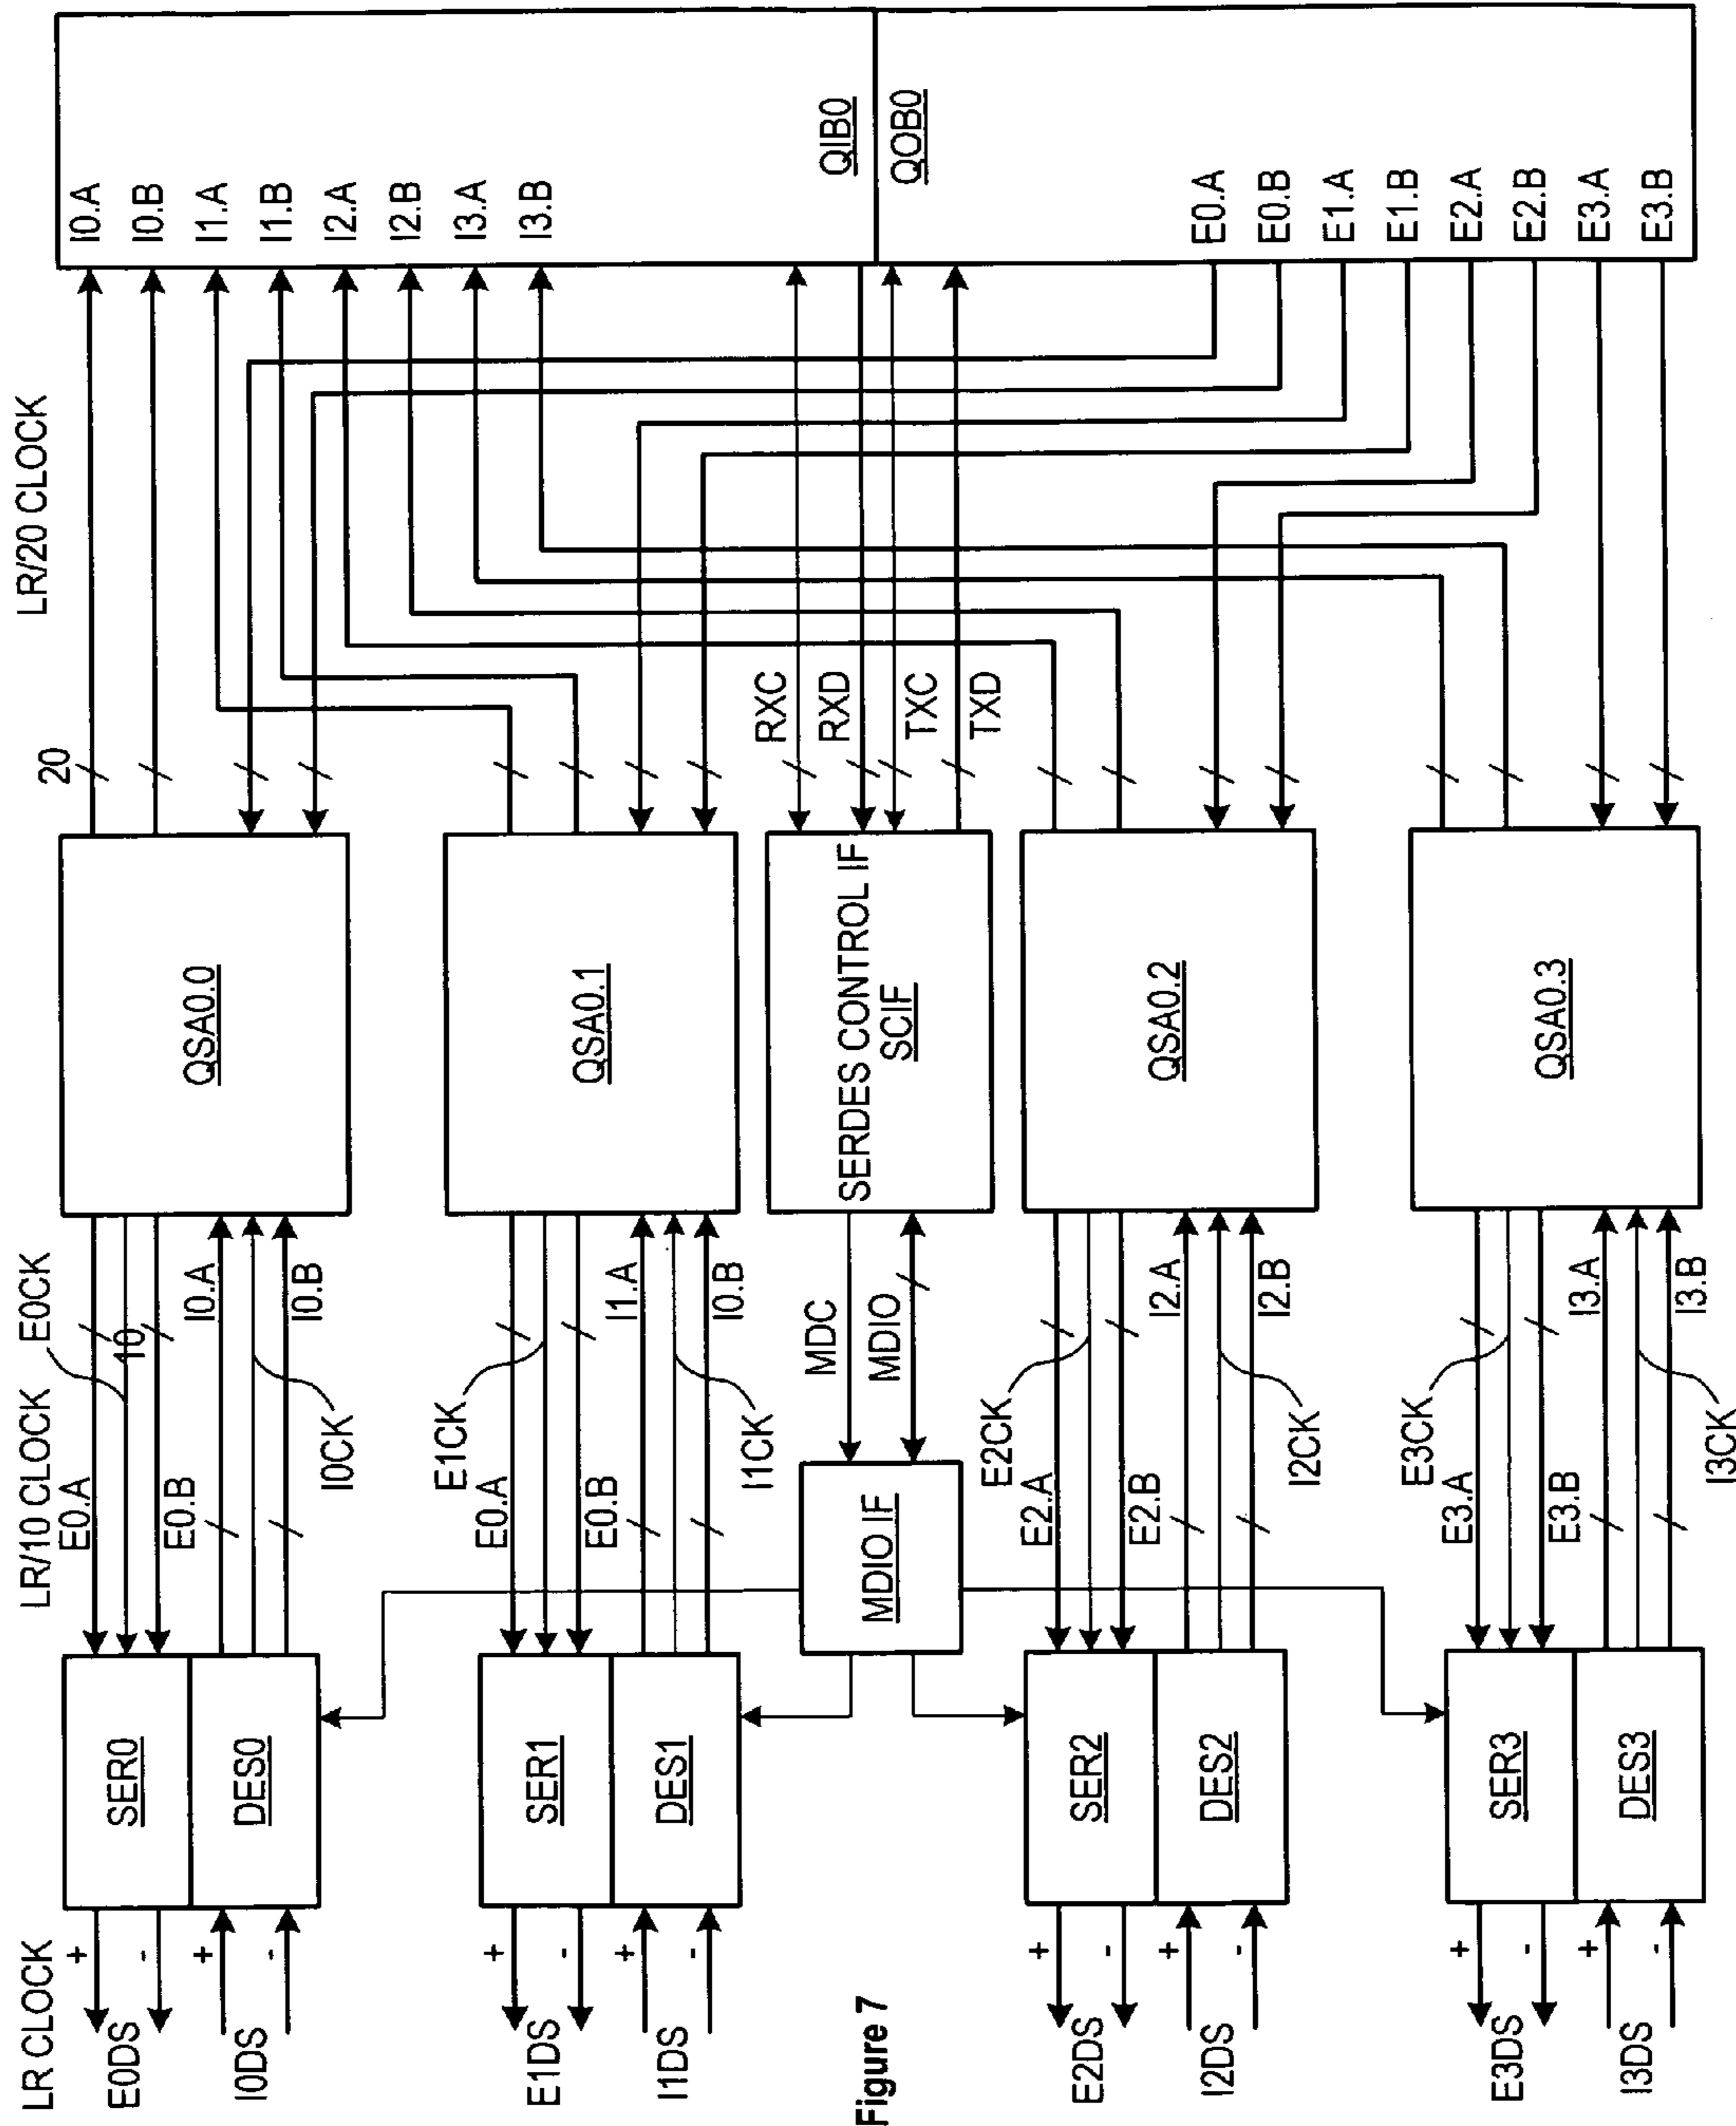 LR CLOCK
LR/10 CLOCK
LR/20 CLOCK
E0DS
+
-
I0DS
+
-
SER0
DES0
E0.A
E0CK
10
E0.B
I0.A
I0CK
I0.B
QSA0.0
20
E1DS
+
-
I1DS
+
-
SER1
DES1
E0.A
E1CK
E0.B
I1.A
I1CK
I0.B
QSA0.1
MDIO IF
MDC
MDIO
SERDES CONTROL IF
SCIF
RXC
RXD
TXC
TXD
E2DS
+
-
I2DS
+
-
SER2
DES2
E2.A
E2CK
E2.B
I2.A
I2CK
I2.B
QSA0.2
E3DS
+
-
I3DS
+
-
SER3
DES3
E3.A
E3CK
E3.B
I3.A
I3CK
I3.B
QSA0.3
I0.A
I0.B
I1.A
I1.B
I2.A
I2.B
I3.A
I3.B
QIB0
QOB0
E0.A
E0.B
E1.A
E1.B
E2.A
E2.B
E3.A
E3.B
Figure 7